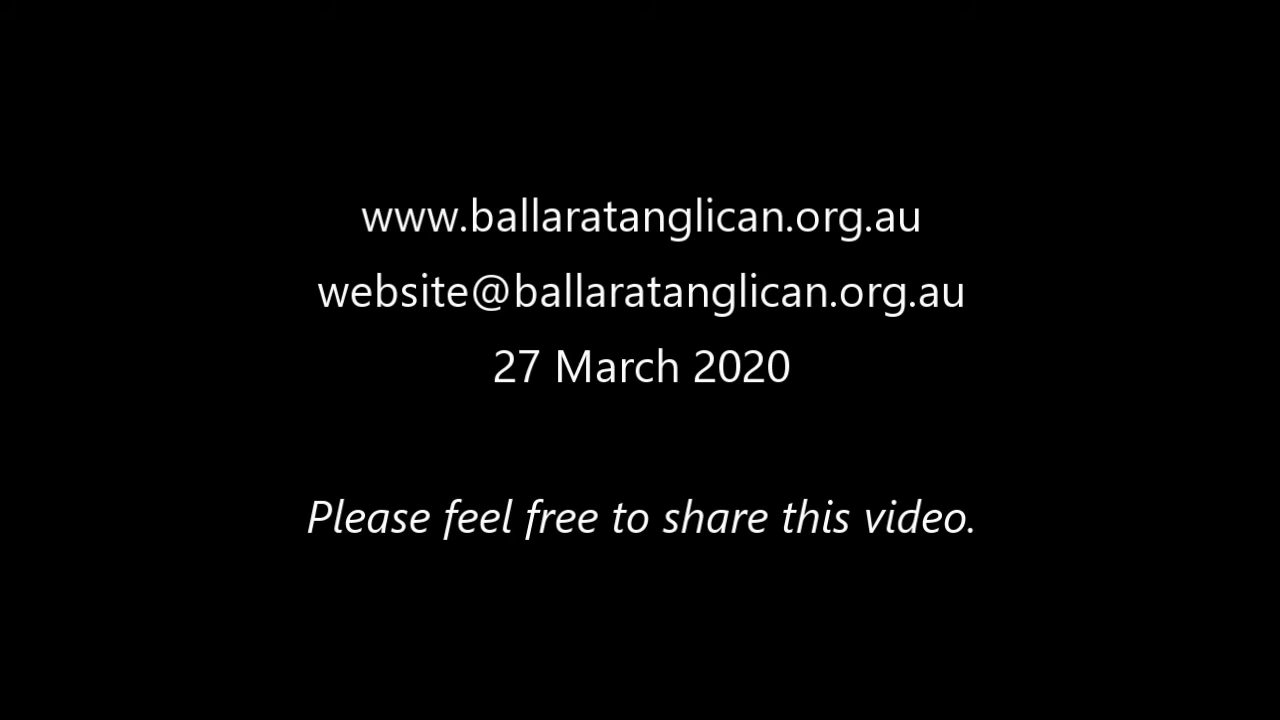 www.ballaratanglican.org.au
website@ballaratanglican.org.au
27 March 2020
Please feel free to share this video.